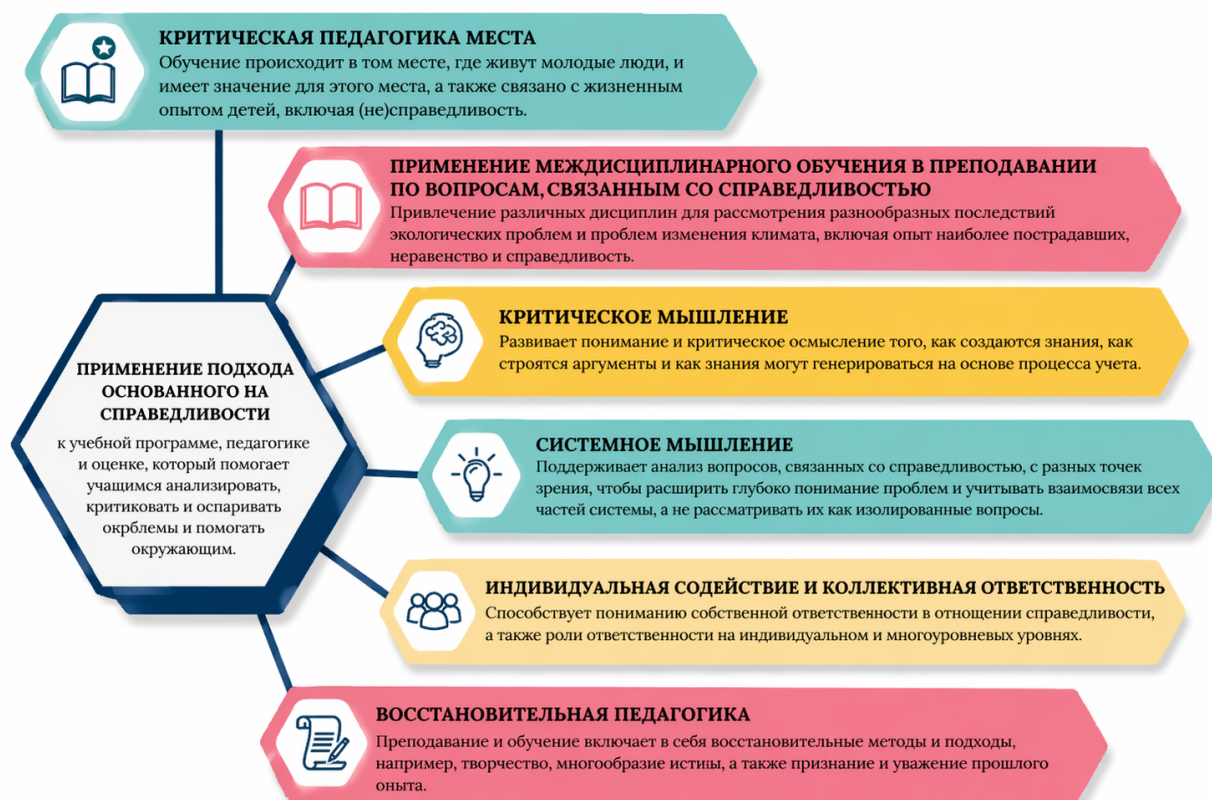 КРИТИЧЕСКАЯ ПЕДАГОГИКА МЕСТА
Обучение происходит в том месте, где живут молодые люди, и
имеет значение для этого места, а также связано с жизненным
опытом детей, включая (не)справедливость.
ПРИМЕНЕНИЕ МЕЖДИСЦИПЛИНАРНОГО ОБУЧЕНИЯ В ПРЕПОДАВАНИИ
ПО ВОПРОСАМ, СВЯЗАННЫМ СО СПРАВЕДЛИВОСТЬЮ
Привлечение различных дисциплин для рассмотрения разнообразных последствий
экологических проблем и проблем изменения климата, включая опыт наиболее пострадавших,
неравенство и справедливость.
КРИТИЧЕСКОЕ МЫШЛЕНИЕ
Развивает понимание и критическое осмысление того, как создаются знания, как
строятся аргументы и как знания могут генерироваться на основе процесса учета.
ПРИМЕНЕНИЕ ПОДХОДА
ОСНОВАННОГО НА
СПРАВЕДЛИВОСТИ
к учебной программе, педагогике
и оценке, который помогает
учащимся анализировать,
критиковать и оспаривать
окрблемы и помогать
окружающим.
СИСТЕМНОЕ МЫШЛЕНИЕ
Поддерживает анализ вопросов, связанных со справедливостью, с разных точек
зрения, чтобы расширить глубоко понимание проблем и учитывать взаимосвязи всех
частей системы, а не рассматривать их как изолированные вопросы.
ИНДИВИДУАЛЬНАЯ СОДЕЙСТВИЕ И КОЛЛЕКТИВНАЯ ОТВЕТСТВЕННОСТЬ
Способствует пониманию собственной ответственности в отношении справедливости,
а также роли ответственности на индивидуальном и многоуровневых уровнях.
ВОССТАНОВИТЕЛЬНАЯ ПЕДАГОГИКА
Преподавание и обучение включает в себя восстановительные методы и подходы,
например, творчество, многообразие истины, а также признание и уважение прошлого
опыта.